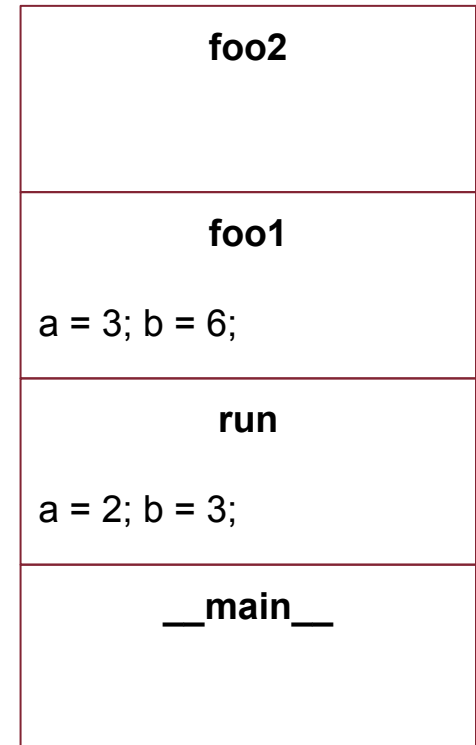 foo2
foo1
a = 3; b = 6;
run
a = 2; b = 3;
__main__